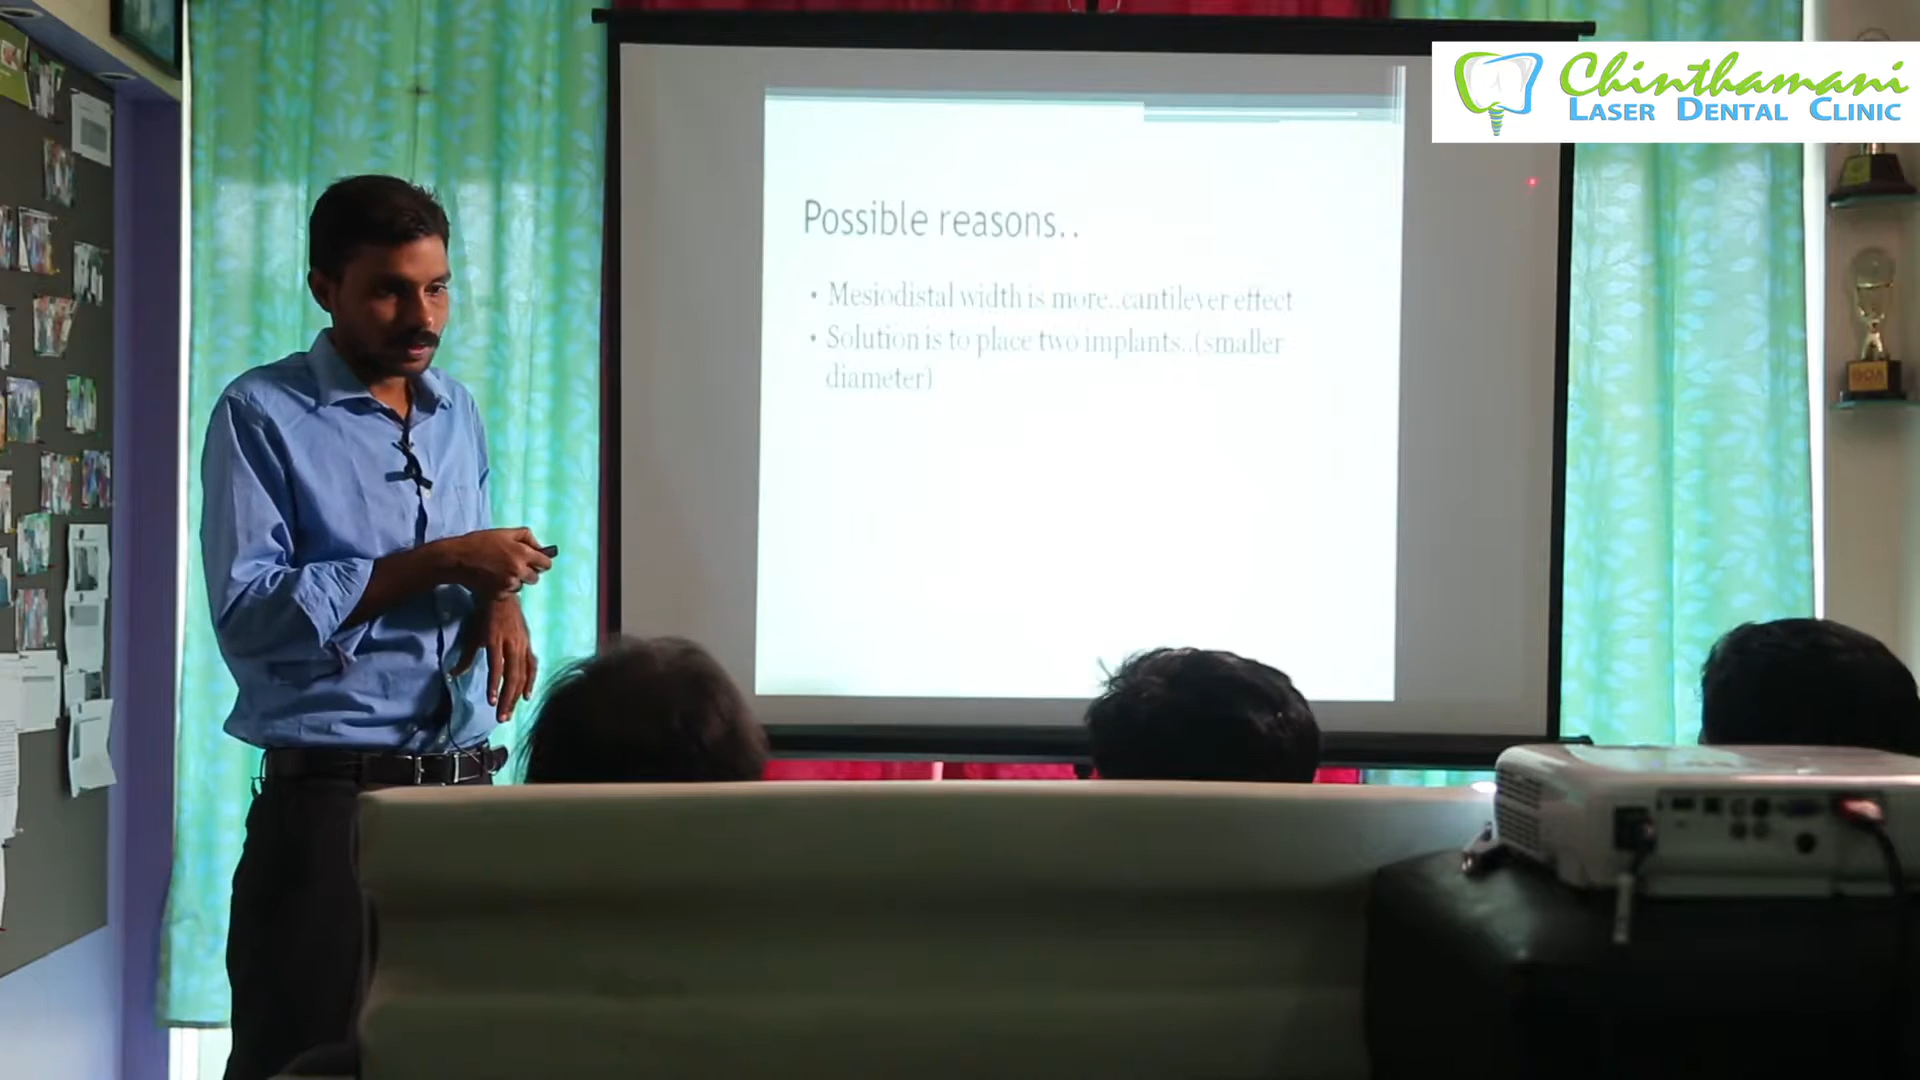 Chinthamani
LASER DENTAL CLINIC
Possible reasons..
• Mesiodistal width is more..cantilever effect
• Solution is to place two implants..(smaller
diameter)
GOA